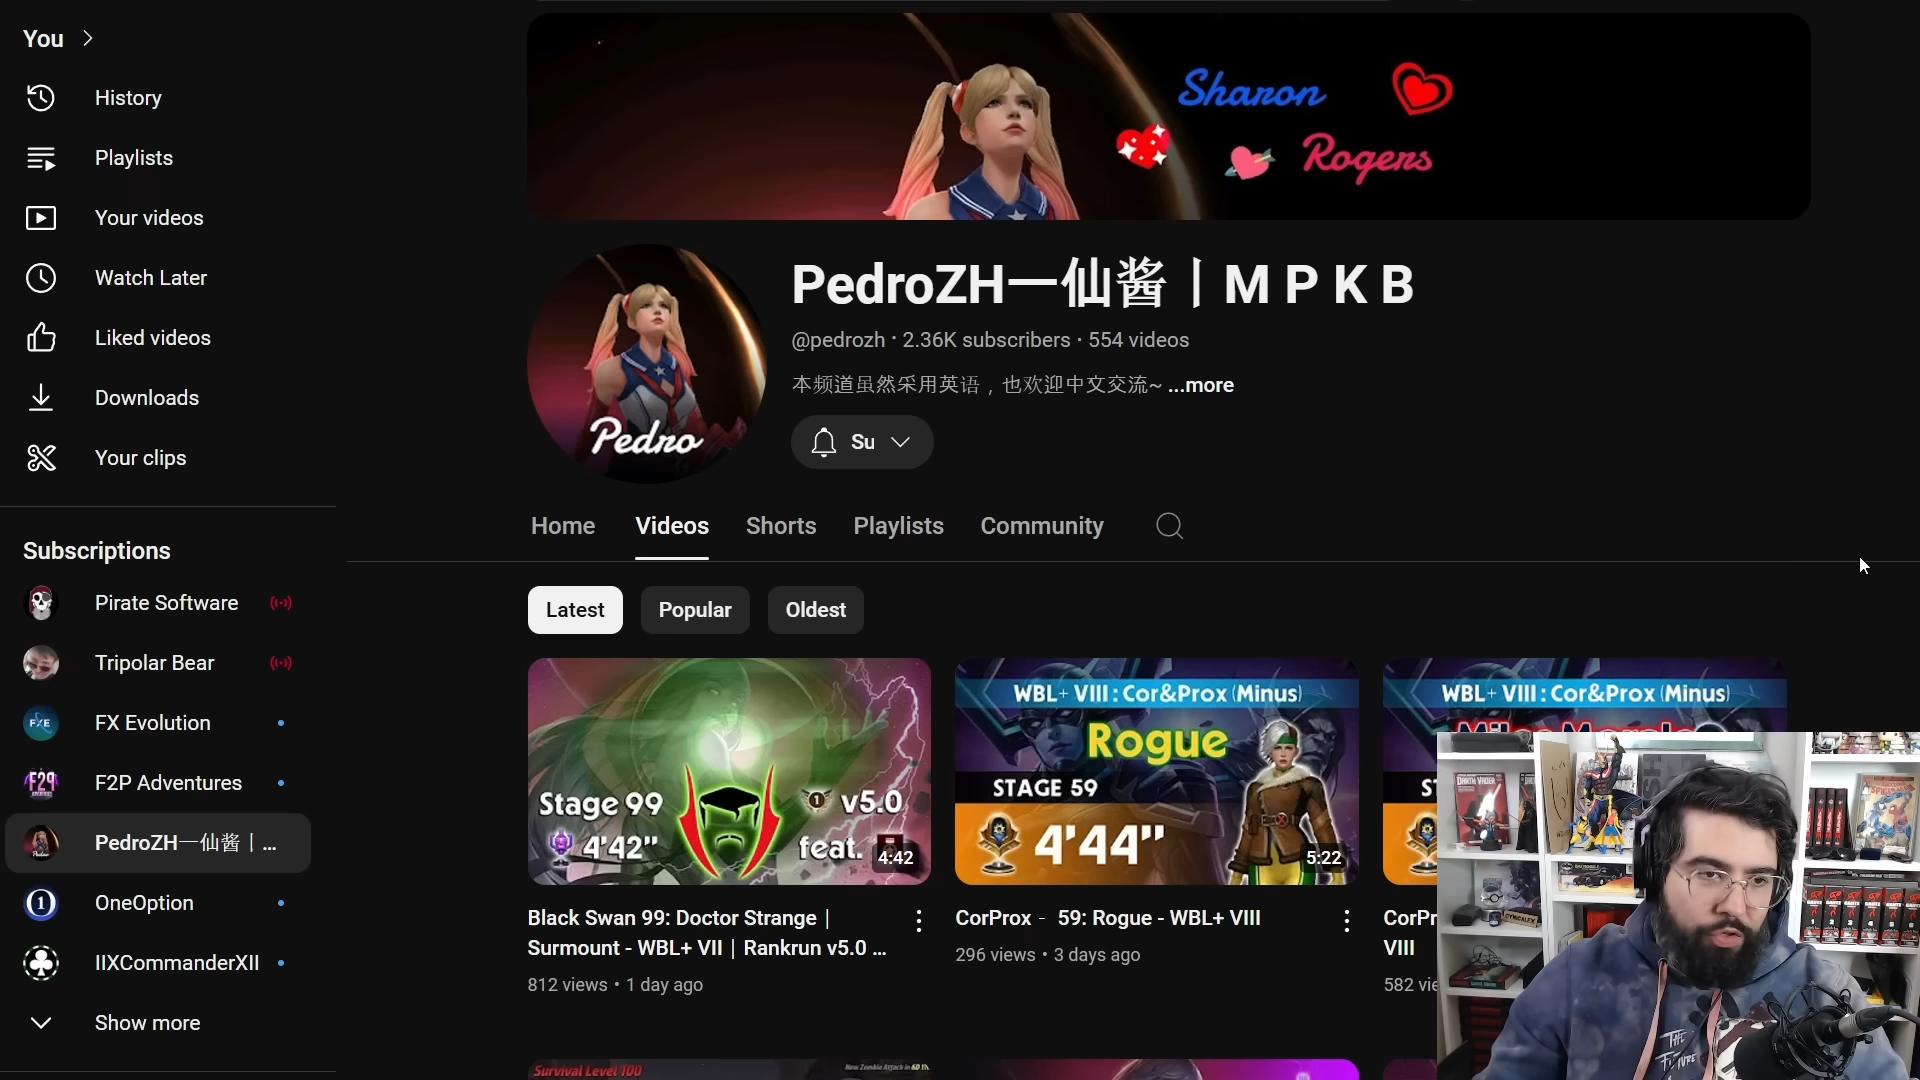 You
History
Playlists
Your videos
Watch Later
Liked videos
Downloads
Your clips
Subscriptions
Pirate Software
Tripolar Bear
FX Evolution
F2P Adventures
PedroZH一仙酱丨...
OneOption
IIXCommanderXII
Show more
Sharon
Rogers
Pedro
PedroZH一仙酱丨M P K B
@pedrozh · 2.36K subscribers · 554 videos
本频道虽然采用英语，也欢迎中文交流~ ...more
Su
Home
Videos
Shorts
Playlists
Community
Latest
Popular
Oldest
Stage 99
4'42"
v5.0
feat.
4:42
Black Swan 99: Doctor Strange |
Surmount - WBL+ VII | Rankrun v5.0 ...
812 views · 1 day ago
WBL+ VIII : Cor&Prox (Minus)
Rogue
STAGE 59
4'44"
5:22
CorProx - 59: Rogue - WBL+ VIII
296 views · 3 days ago
WBL+ VIII : Cor&Prox (Minus)
VIII
Survival Level 100
DARTH VADER
CYNICALEX